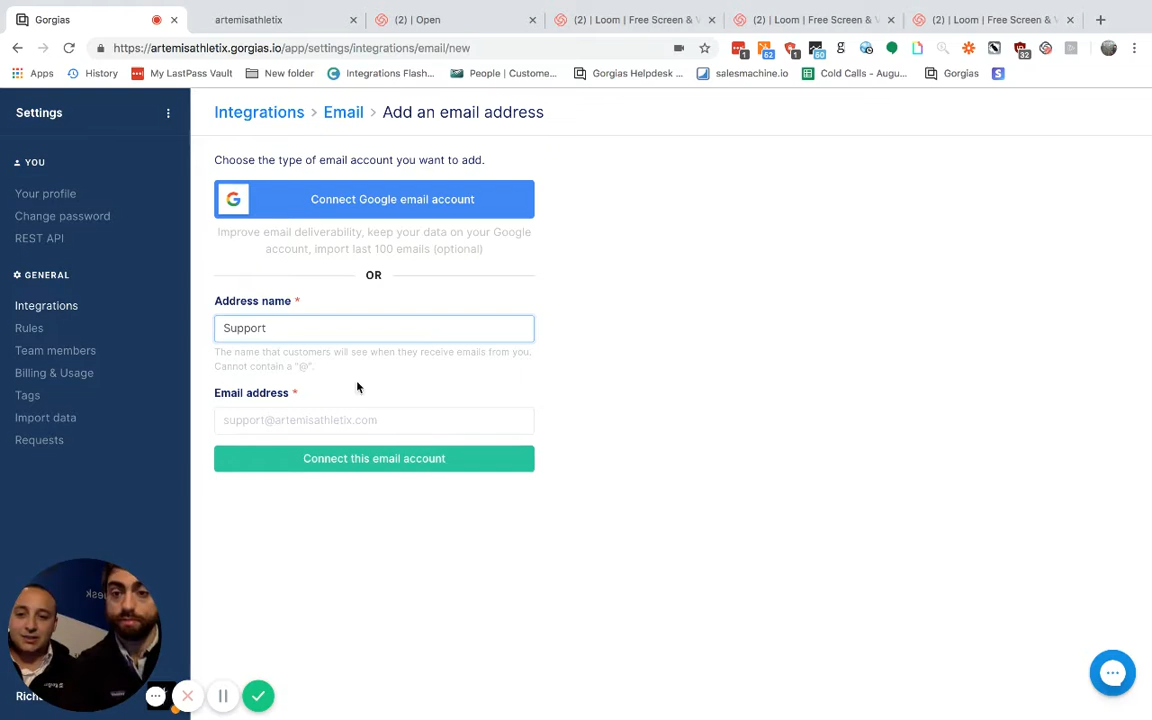 Gorgias
artemisathletix
(2) | Open
(2) | Loom | Free Screen & V
(2) | Loom | Free Screen & V
(2) | Loom | Free Screen & V
https://artemisathletix.gorgias.io/app/settings/integrations/email/new
1
62
1
50
32
Apps
History
My LastPass Vault
New folder
Integrations Flash...
People | Custome...
Gorgias Helpdesk ...
salesmachine.io
Cold Calls - Augu...
Gorgias
Settings
Integrations > Email > Add an email address
YOU
Your profile
Change password
REST API
GENERAL
Integrations
Rules
Team members
Billing & Usage
Tags
Import data
Requests
Choose the type of email account you want to add.
Connect Google email account
Improve email deliverability, keep your data on your Google
account, import last 100 emails (optional)
OR
Address name *
Support
The name that customers will see when they receive emails from you.
Cannot contain a "@".
Email address *
support@artemisathletix.com
Connect this email account